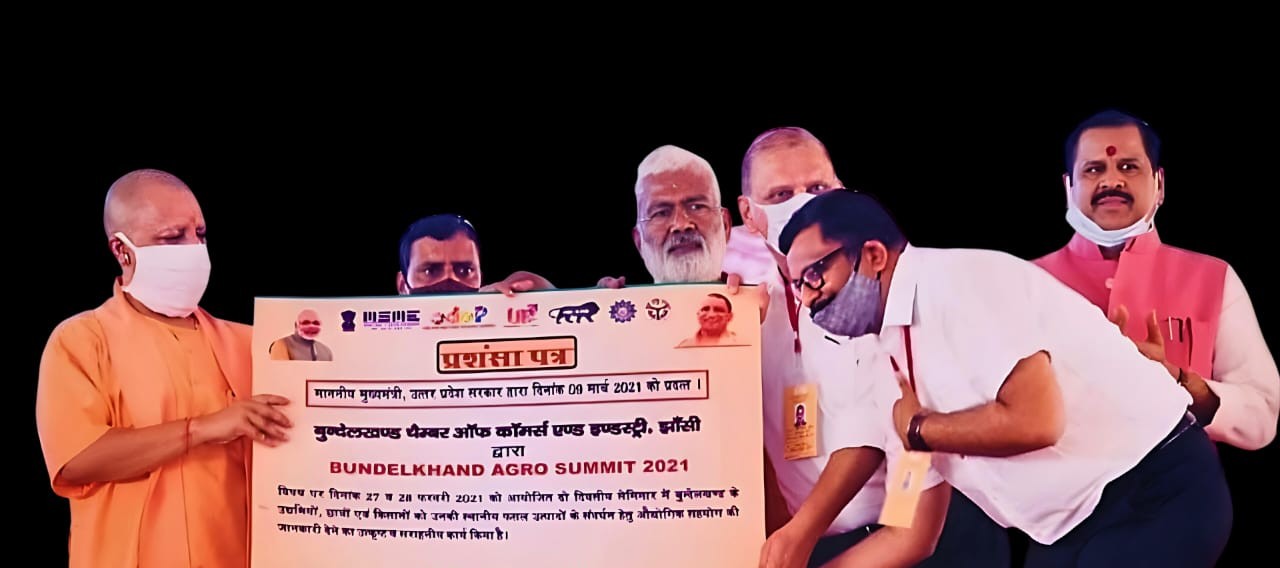 MSME
प्रशंसा पत्र
माननीय मुख्यमंत्री, उत्तर प्रदेश सरकार द्वारा दिनांक 09 मार्च 2021 को प्रदत्त ।
बुन्देलखण्ड चैम्बर ऑफ कॉमर्स एण्ड इण्डस्ट्री, झाँसी
द्वारा
BUNDELKHAND AGRO SUMMIT 2021
विषय पर दिनांक 27 व 28 फरवरी 2021 को आयोजित दो दिवसीय सेमिनार में बुन्देलखण्ड के
उद्यमियों, छात्रों एवं किसानों को उनकी स्थानीय फसल उत्पादों के संवर्धन हेतु औद्योगिक सहयोग की
जानकारी देने का उत्कृष्ट व सराहनीय कार्य किया है।